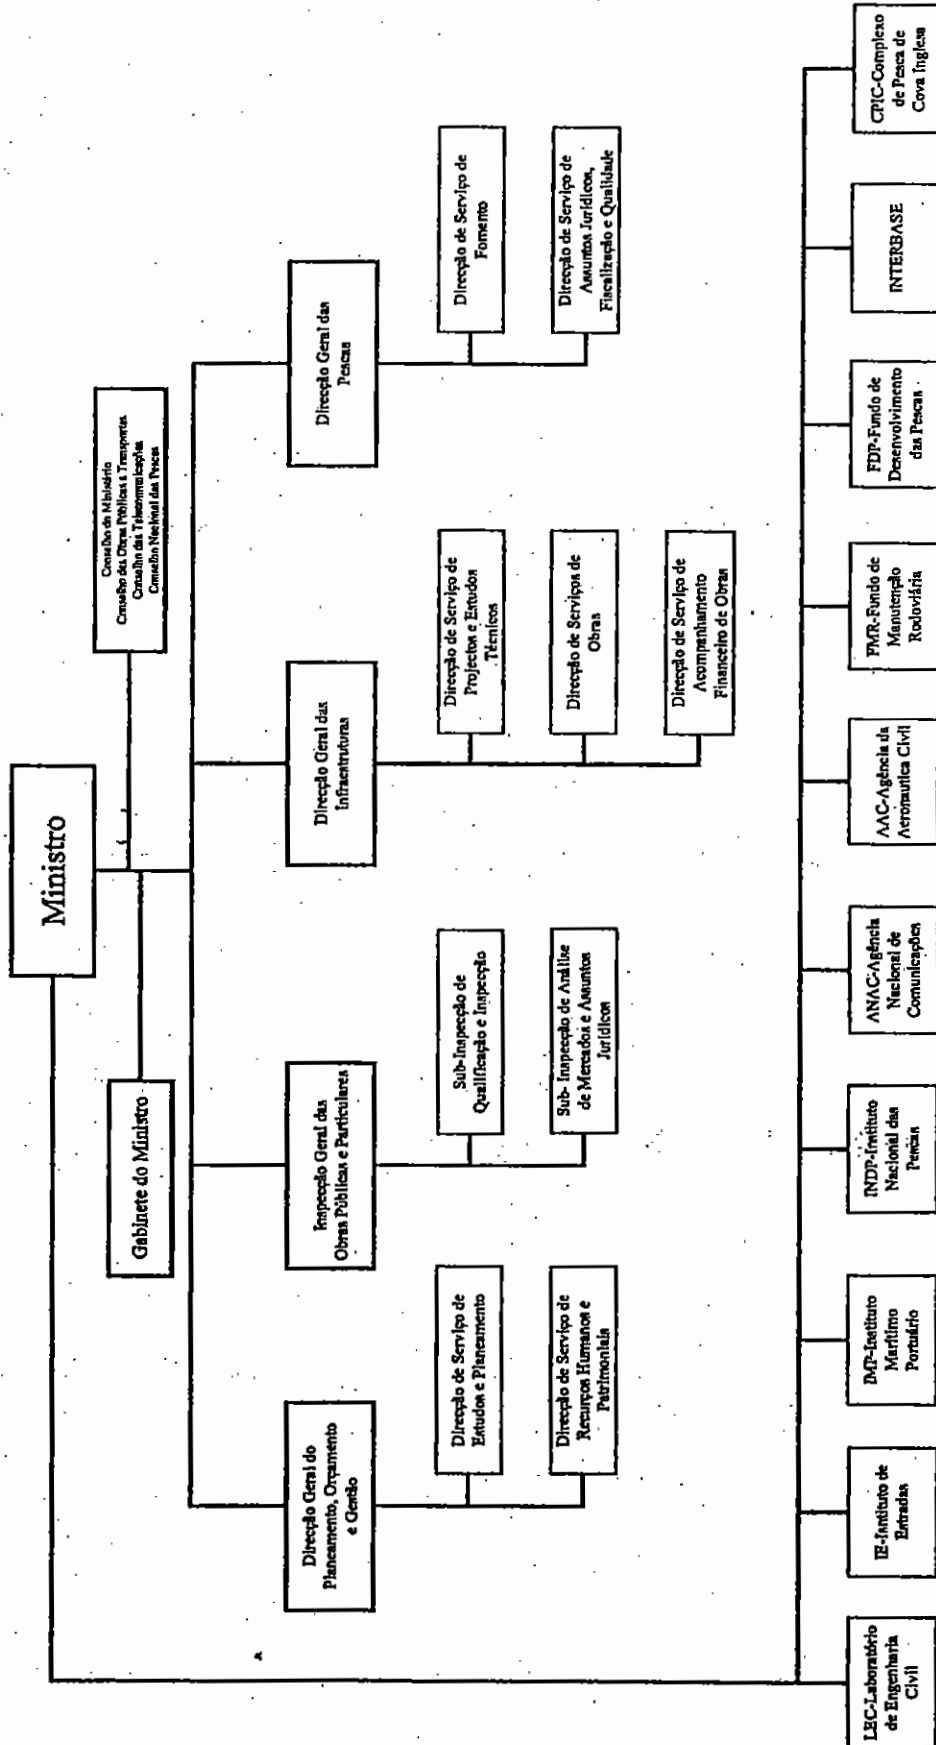 Ministro
Gabinete do Ministro
Conselho do Ministério
Conselho das Obras Públicas e Transportes
Conselho das Telecomunicações
Conselho Nacional das Pescas
Direcção Geral do
Planeamento, Orçamento
e Gestão
Direcção de Serviço de
Estudos e Planeamento
Direcção de Serviço de
Recursos Humanos e
Patrimoniais
Inspecção Geral das
Obras Públicas e Particulares
Sub-Inspecção de
Qualificação e Inspecção
Sub- Inspecção de Análise
de Mercados e Assuntos
Jurídicos
Direcção Geral das
Infraestruturas
Direcção de Serviço de
Projectos e Estudos
Técnicos
Direcção de Serviços de
Obras
Direcção de Serviço de
Acompanhamento
Financeiro de Obras
Direcção Geral das
Pescas
Direcção de Serviço de
Fomento
Direcção de Serviço de
Assuntos Jurídicos,
Fiscalização e Qualidade
LEC-Laboratório
de Engenharia
Civil
IE-Instituto de
Estradas
IMP-Instituto
Marítimo
Portuário
INDP-Instituto
Nacional das
Pescas
ANAC-Agência
Nacional de
Comunicações
AAC-Agência da
Aeronautica Civil
FMR-Fundo de
Manutenção
Rodoviária
FDP-Fundo de
Desenvolvimento
das Pescas
INTERBASE
CPIC-Complexo
de Pesca de
Cova Inglesa